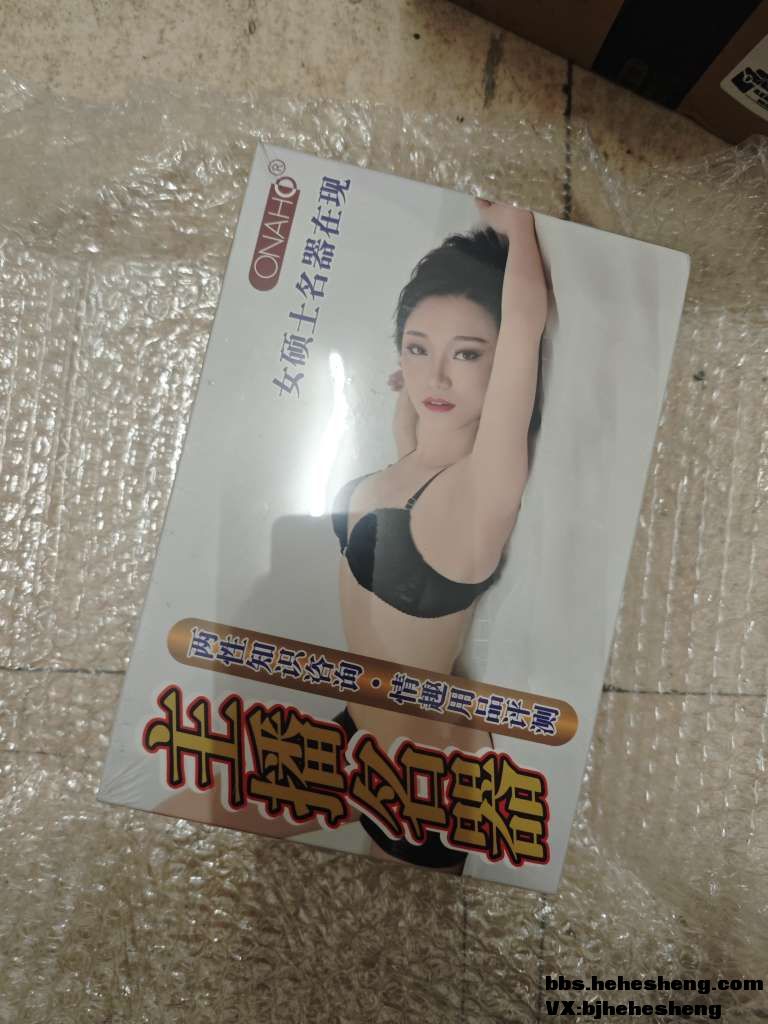 ONAHO®
女硕士名器在现
两性知识咨询·情趣用品评测
主播名器
bbs.hehesheng.com
VX:bjhehesheng